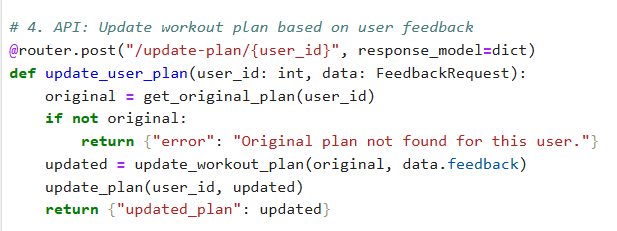 # 4. API: Update workout plan based on user feedback
@router.post("/update-plan/{user_id}", response_model=dict)
def update_user_plan(user_id: int, data: FeedbackRequest):
    original = get_original_plan(user_id)
    if not original:
        return {"error": "Original plan not found for this user."}
    updated = update_workout_plan(original, data.feedback)
    update_plan(user_id, updated)
    return {"updated_plan": updated}